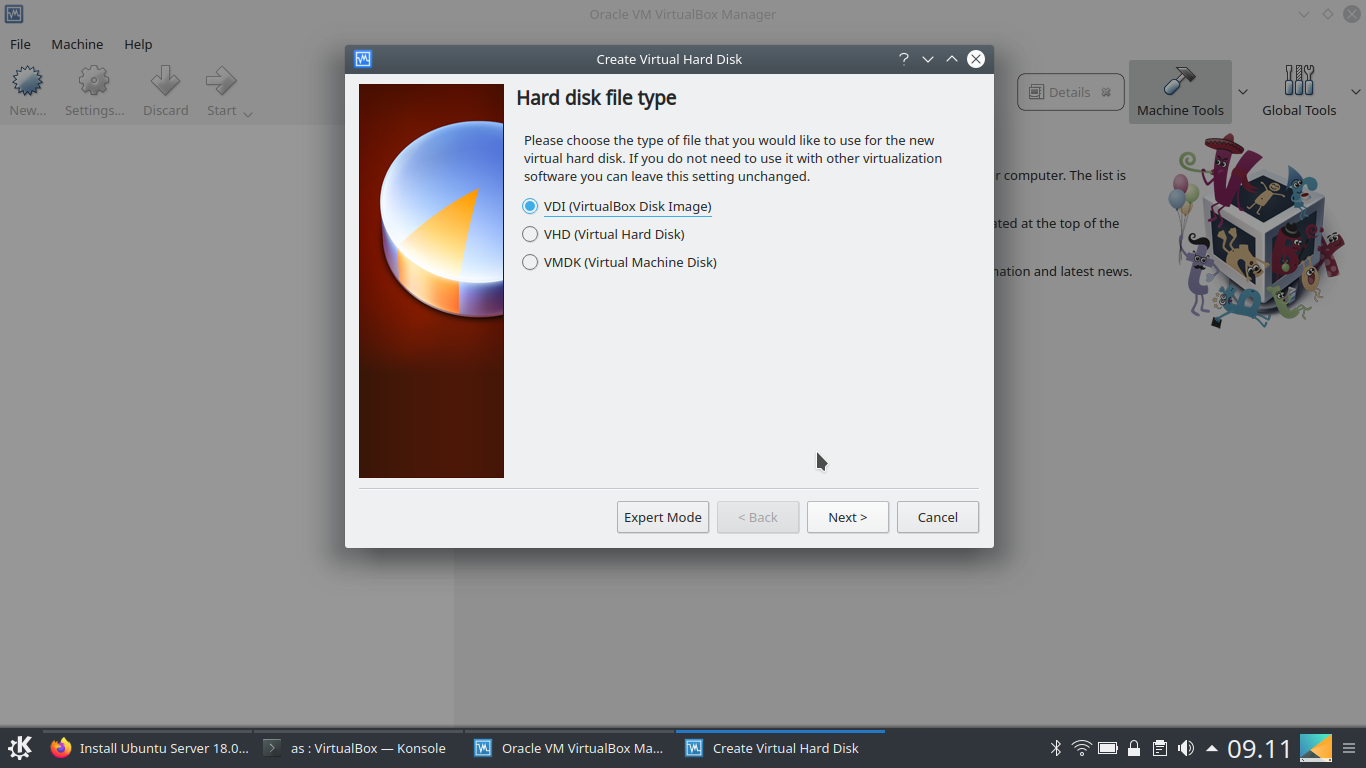 Oracle VM VirtualBox Manager
File Machine Help
Create Virtual Hard Disk
New... Settings... Discard Start
Details
Machine Tools
Global Tools
Hard disk file type
Please choose the type of file that you would like to use for the new
virtual hard disk. If you do not need to use it with other virtualization
software you can leave this setting unchanged.
computer. The list is
at the top of the
and latest news.
VDI (VirtualBox Disk Image)
VHD (Virtual Hard Disk)
VMDK (Virtual Machine Disk)
Expert Mode < Back Next > Cancel
Install Ubuntu Server 18.0... as : VirtualBox — Konsole Oracle VM VirtualBox Ma... Create Virtual Hard Disk 09.11